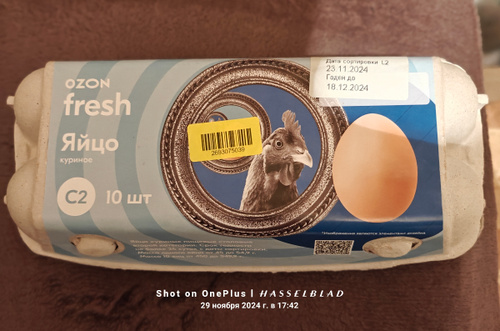 Дата сортировки L2
23.11.2024
Годен до
18.12.2024
OZON
fresh
Яйцо
куриное
C2
10 шт
2693075039
Shot on OnePlus | HASSELBLAD
29 ноября 2024 г. в 17:42